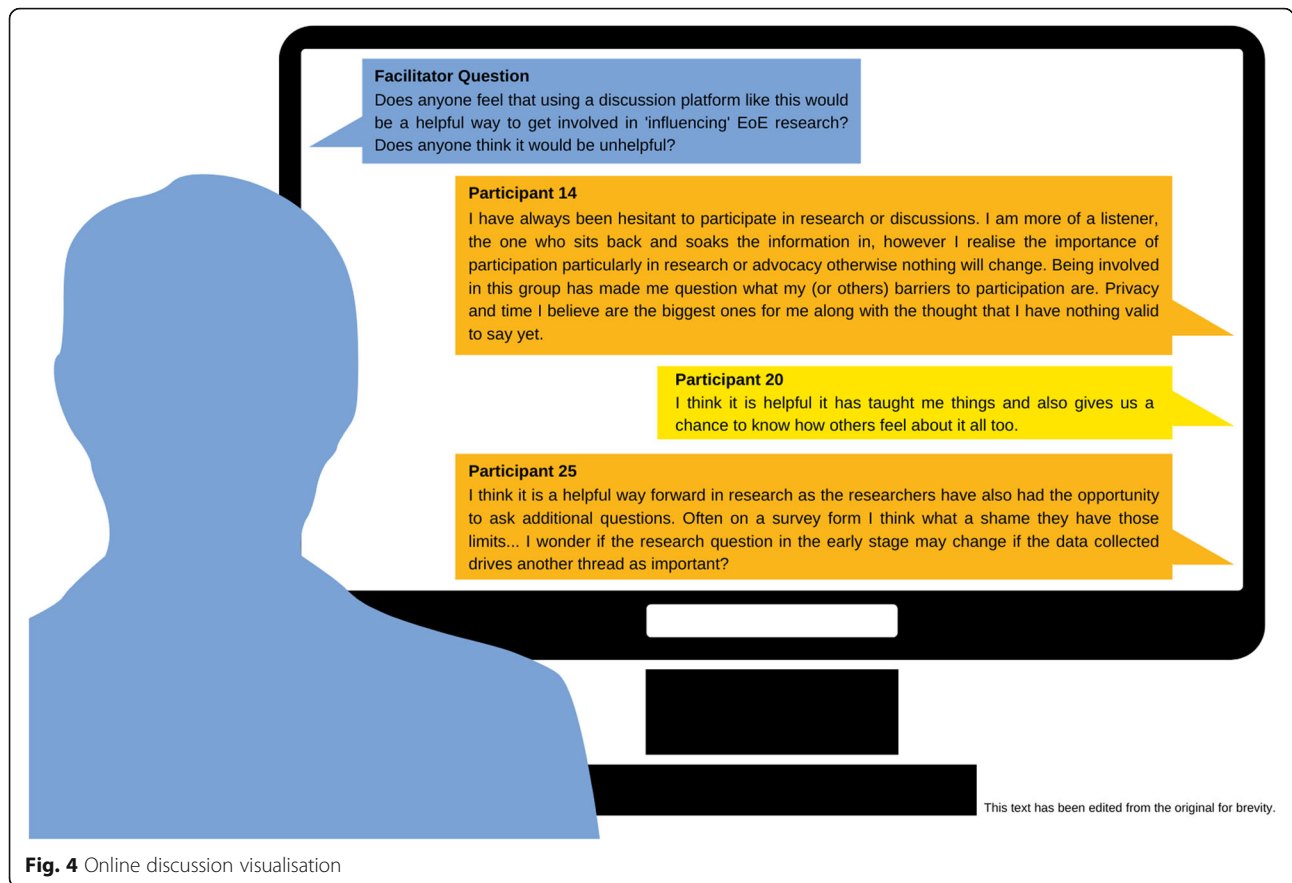 Facilitator Question
Does anyone feel that using a discussion platform like this would
be a helpful way to get involved in 'influencing' EoE research?
Does anyone think it would be unhelpful?
Participant 14
I have always been hesitant to participate in research or discussions. I am more of a listener,
the one who sits back and soaks the information in, however I realise the importance of
participation particularly in research or advocacy otherwise nothing will change. Being involved
in this group has made me question what my (or others) barriers to participation are. Privacy
and time I believe are the biggest ones for me along with the thought that I have nothing valid
to say yet.
Participant 20
I think it is helpful it has taught me things and also gives us a
chance to know how others feel about it all too.
Participant 25
I think it is a helpful way forward in research as the researchers have also had the opportunity
to ask additional questions. Often on a survey form I think what a shame they have those
limits... I wonder if the research question in the early stage may change if the data collected
drives another thread as important?
This text has been edited from the original for brevity.
Fig. 4 Online discussion visualisation